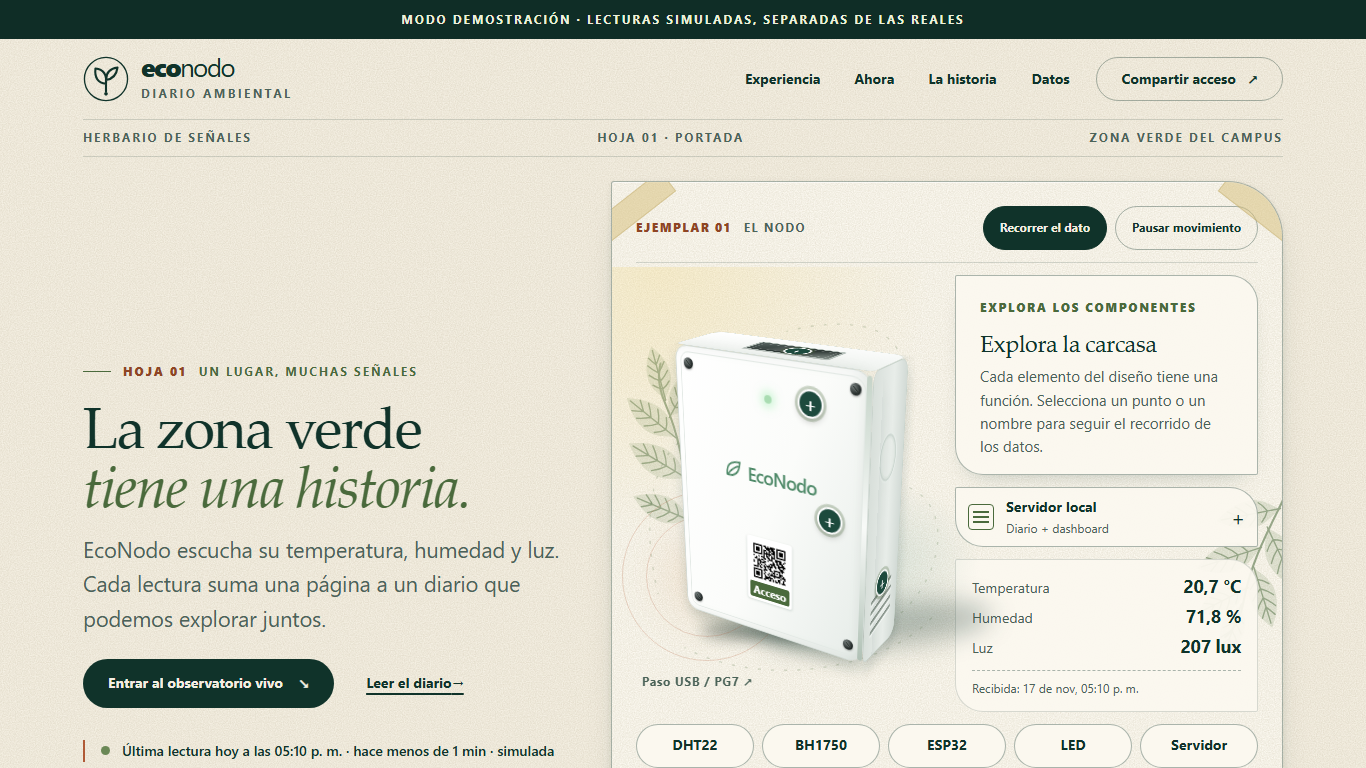 MODO DEMOSTRACIÓN · LECTURAS SIMULADAS, SEPARADAS DE LAS REALES
econodo
DIARIO AMBIENTAL
Experiencia
Ahora
La historia
Datos
Compartir acceso ↗
HERBARIO DE SEÑALES
HOJA 01 · PORTADA
ZONA VERDE DEL CAMPUS
HOJA 01 UN LUGAR, MUCHAS SEÑALES
La zona verde
tiene una historia.
EcoNodo escucha su temperatura, humedad y luz.
Cada lectura suma una página a un diario que
podemos explorar juntos.
Entrar al observatorio vivo ↘
Leer el diario→
Última lectura hoy a las 05:10 p. m. · hace menos de 1 min · simulada
EJEMPLAR 01 EL NODO
Recorrer el dato
Pausar movimiento
EcoNodo
Acceso
Paso USB / PG7 ↗
EXPLORA LOS COMPONENTES
Explora la carcasa
Cada elemento del diseño tiene una
función. Selecciona un punto o un
nombre para seguir el recorrido de
los datos.
Servidor local
Diario + dashboard
+
Temperatura 20,7 °C
Humedad 71,8 %
Luz 207 lux
Recibida: 17 de nov, 05:10 p. m.
DHT22
BH1750
ESP32
LED
Servidor